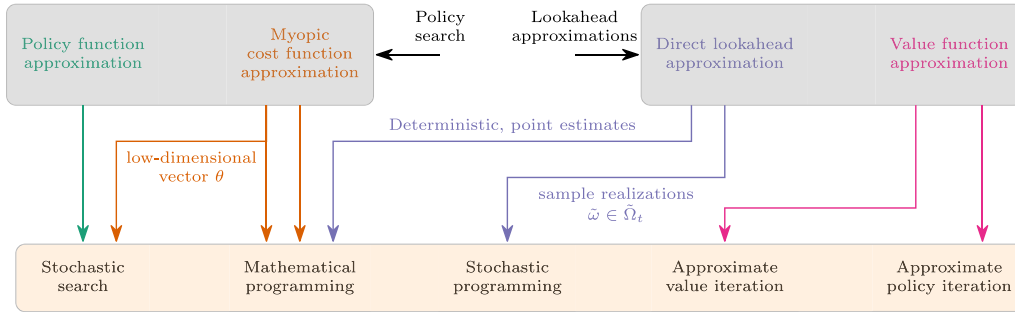 Policy function
approximation
Myopic
cost function
approximation
Policy
search
Lookahead
approximations
Direct lookahead
approximation
Value function
approximation
Deterministic, point estimates
low-dimensional
vector θ
sample realizations
ω̃ ∈ Ω̃ₜ
Stochastic
search
Mathematical
programming
Stochastic
programming
Approximate
value iteration
Approximate
policy iteration